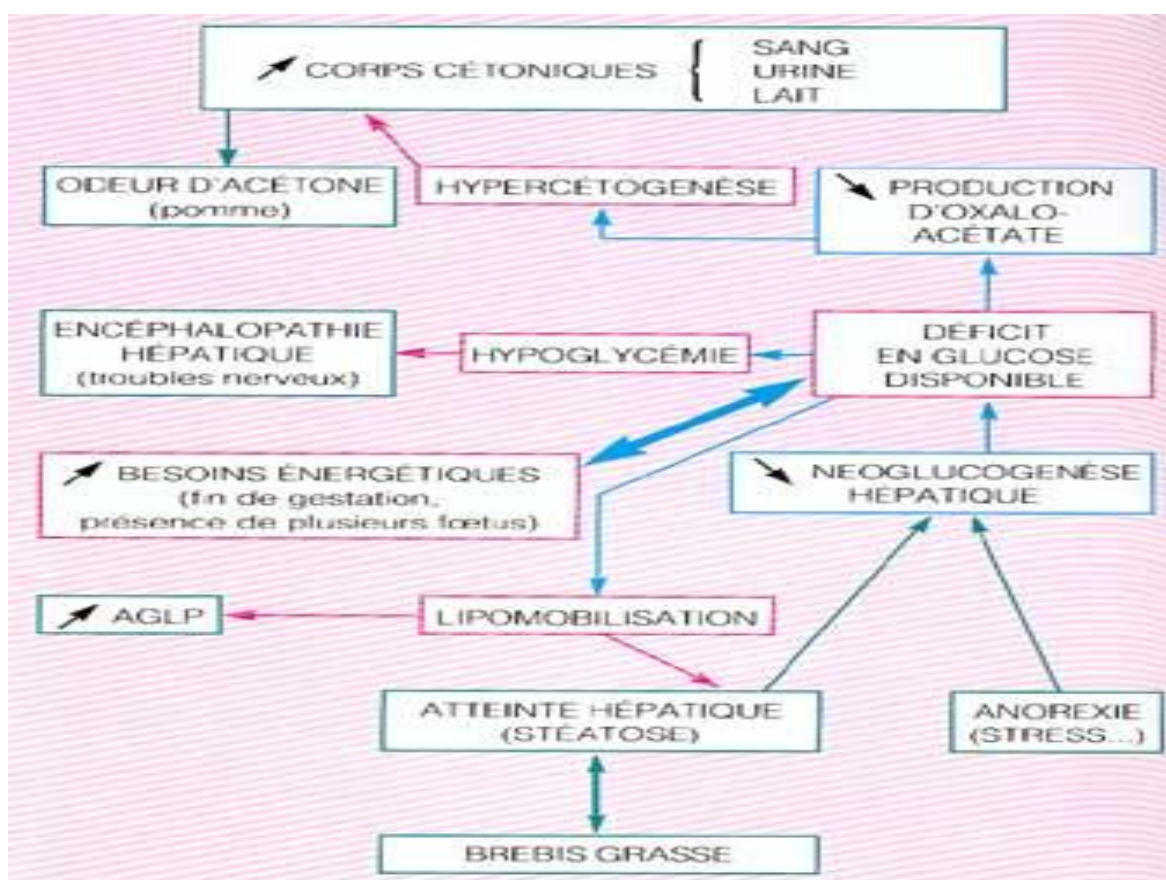 CORPS CÉTONIQUES
SANG
URINE
LAIT
ODEUR D'ACÉTONE
(pomme)
HYPERCÉTOGENÈSE
PRODUCTION
D'OXALO-
ACÉTATE
ENCÉPHALOPATHIE
HÉPATIQUE
(troubles nerveux)
HYPOGLYCÉMIE
DÉFICIT
EN GLUCOSE
DISPONIBLE
BESOINS ÉNERGÉTIQUES
(fin de gestation,
présence de plusieurs fœtus)
NEOGLUCOGENÈSE
HÉPATIQUE
AGLP
LIPOMOBILISATION
ATTEINTE HÉPATIQUE
(STÉATOSE)
ANOREXIE
(STRESS...)
BREBIS GRASSE